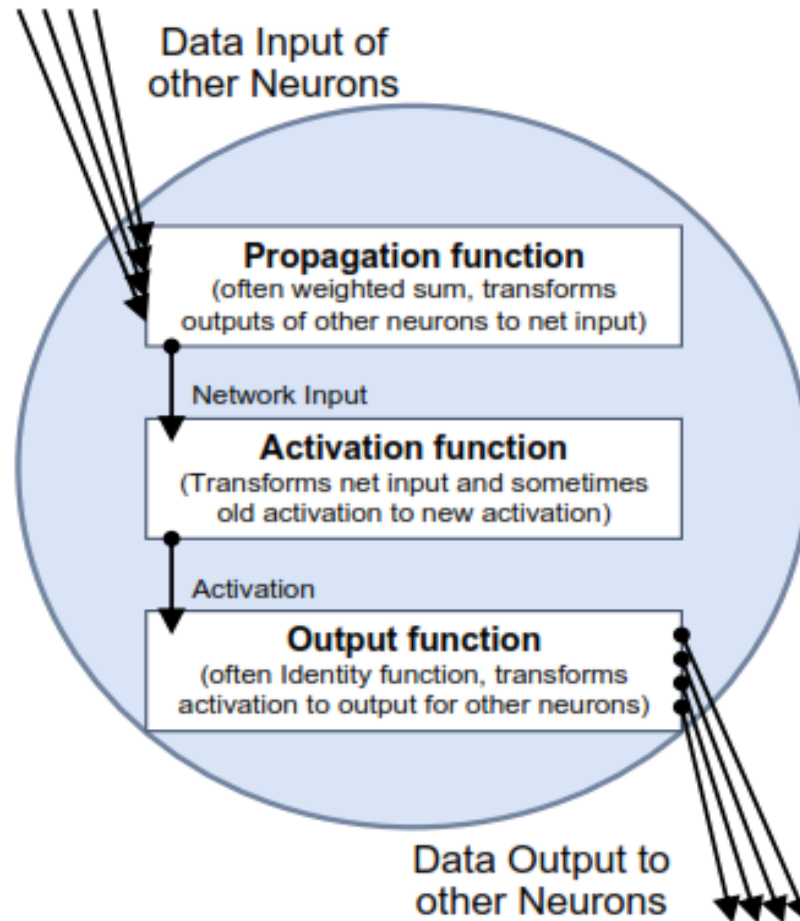 Data Input of
other Neurons
Propagation function
(often weighted sum, transforms
outputs of other neurons to net input)
Network Input
Activation function
(Transforms net input and sometimes
old activation to new activation)
Activation
Output function
(often Identity function, transforms
activation to output for other neurons)
Data Output to
other Neurons